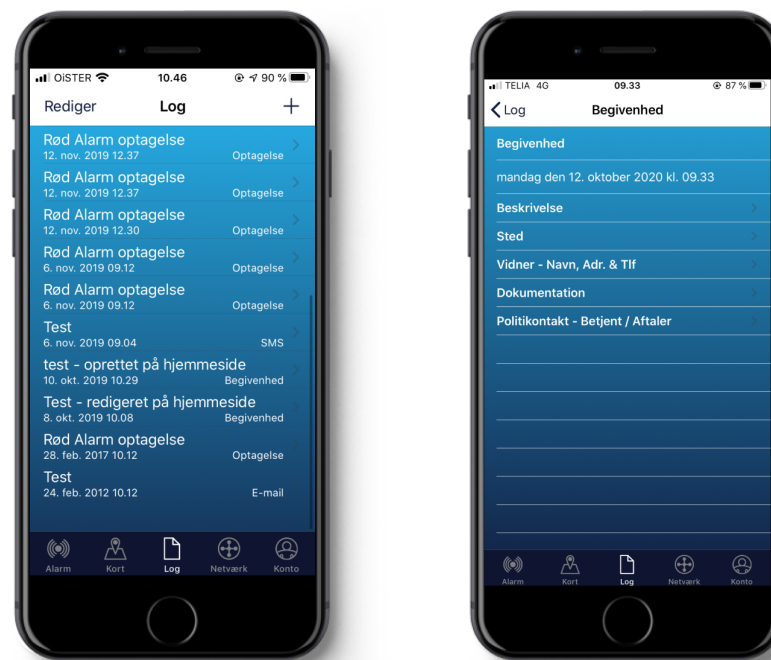 OiSTER 10.46 90 %
Rediger Log +
Rød Alarm optagelse
12. nov. 2019 12.37 Optagelse
Rød Alarm optagelse
12. nov. 2019 12.37 Optagelse
Rød Alarm optagelse
12. nov. 2019 12.30 Optagelse
Rød Alarm optagelse
6. nov. 2019 09.12 Optagelse
Rød Alarm optagelse
6. nov. 2019 09.12 Optagelse
Test
6. nov. 2019 09.04 SMS
test - oprettet på hjemmeside
10. okt. 2019 10.29 Begivenhed
Test - redigeret på hjemmeside
8. okt. 2019 10.08 Begivenhed
Rød Alarm optagelse
28. feb. 2017 10.12 Optagelse
Test
24. feb. 2012 10.12 E-mail
Alarm Kort Log Netværk Konto
TELIA 4G 09.33 87 %
Log Begivenhed
Begivenhed
mandag den 12. oktober 2020 kl. 09.33
Beskrivelse
Sted
Vidner - Navn, Adr. & Tlf
Dokumentation
Politikontakt - Betjent / Aftaler
Alarm Kort Log Netværk Konto